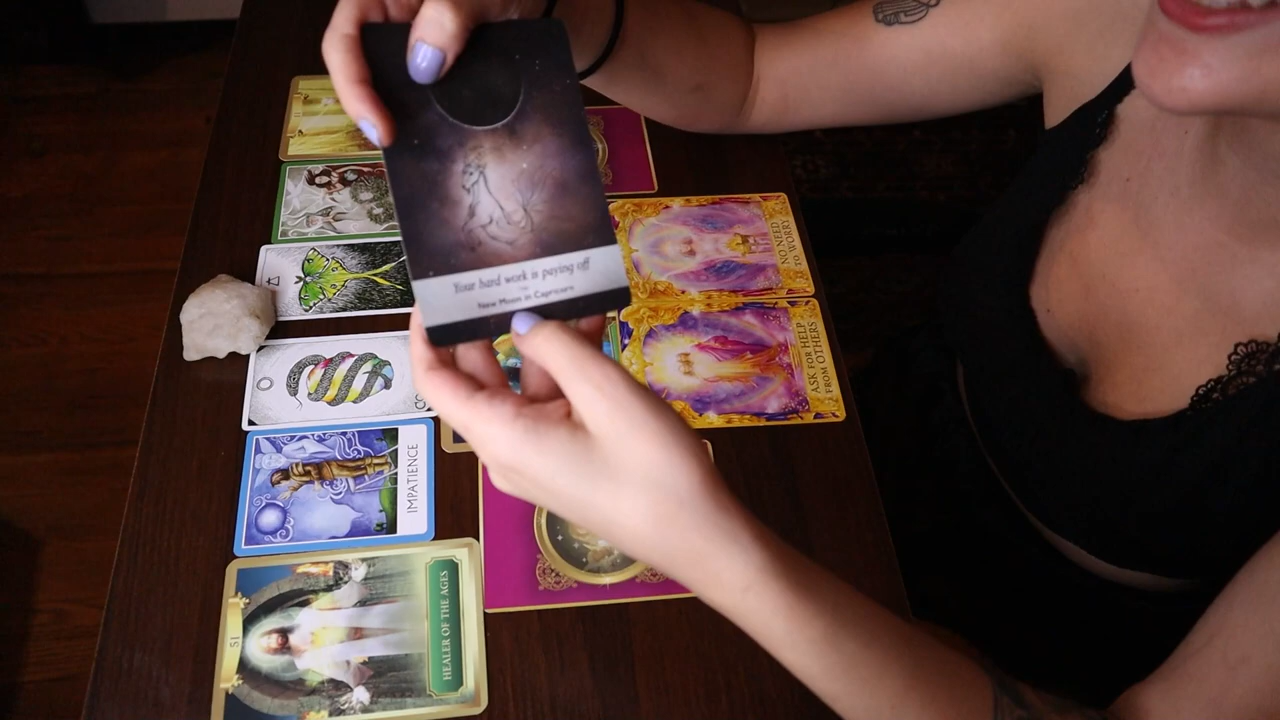 Your hard work is paying off
New Moon in Capricorn
NO NEED
TO WORRY
ASK FOR HELP
FROM OTHERS
CO
IMPATIENCE
51
HEALER OF THE AGES